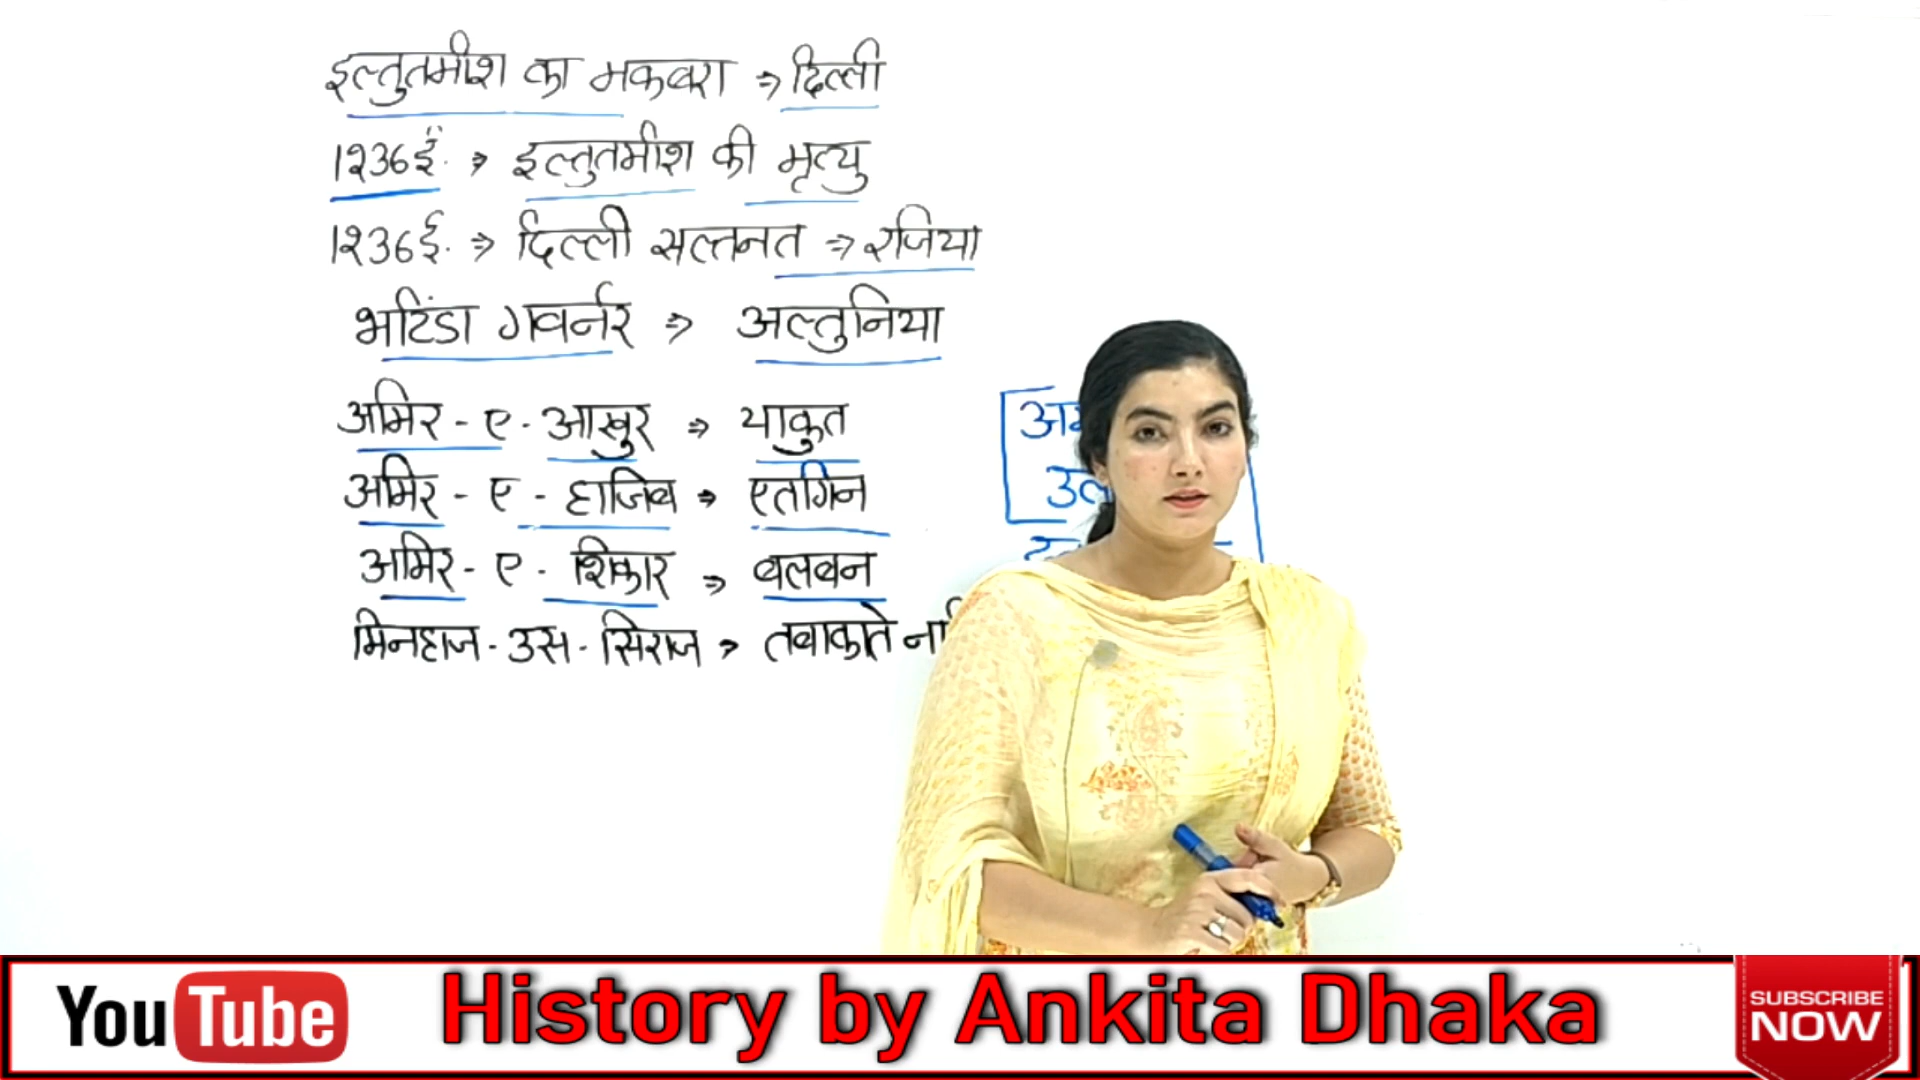 इल्तुतमीश का मकबरा ⇒ दिल्ली
1236ई. ⇒ इल्तुतमीश की मृत्यु
1236ई. ⇒ दिल्ली सल्तनत ⇒ रजिया
भटिंडा गवर्नर ⇒ अल्तुनिया
अमिर - ए - आखुर ⇒ याकुत
अमिर - ए - हाजिब ⇒ एतगिन
अमिर - ए - शिकार ⇒ बलबन
मिनहाज - उस - सिराज ⇒ तबाकाते
YouTube
History by Ankita Dhaka
SUBSCRIBE
NOW